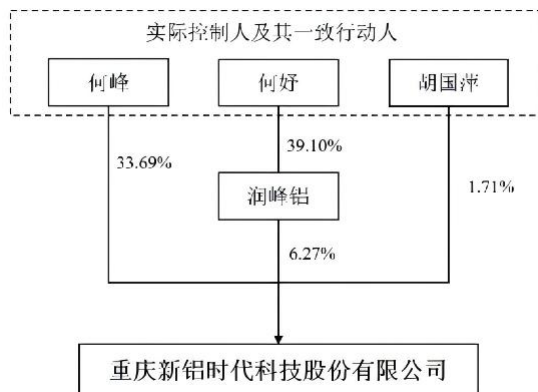 实际控制人及其一致行动人
何峰
何妤
胡国萍
33.69%
39.10%
1.71%
润峰铝
6.27%
重庆新铝时代科技股份有限公司